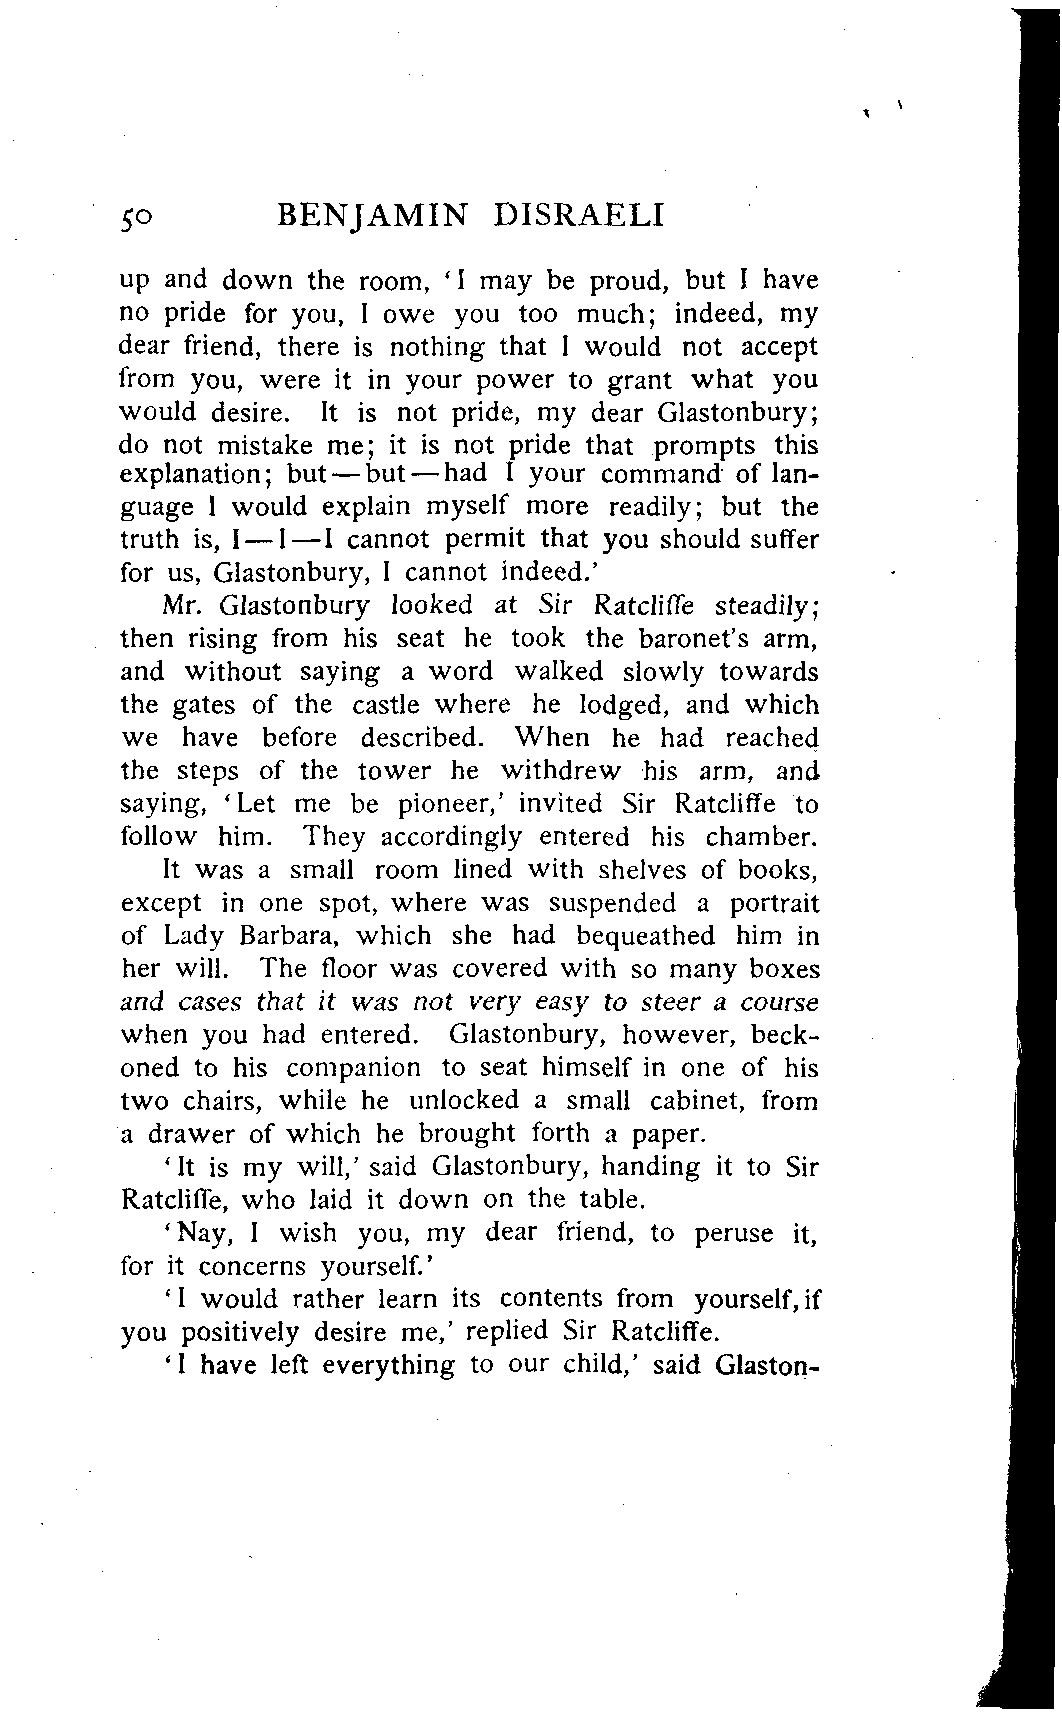 50 BENJAMIN DISRAELI
up and down the room, ‘I may be proud, but I have
no pride for you, I owe you too much; indeed, my
dear friend, there is nothing that I would not accept
from you, were it in your power to grant what you
would desire. It is not pride, my dear Glastonbury;
do not mistake me; it is not pride that prompts this
explanation; but—but—had I your command of lan-
guage I would explain myself more readily; but the
truth is, I—I—I cannot permit that you should suffer
for us, Glastonbury, I cannot indeed.’
Mr. Glastonbury looked at Sir Ratcliffe steadily;
then rising from his seat he took the baronet’s arm,
and without saying a word walked slowly towards
the gates of the castle where he lodged, and which
we have before described. When he had reached
the steps of the tower he withdrew his arm, and
saying, ‘Let me be pioneer,’ invited Sir Ratcliffe to
follow him. They accordingly entered his chamber.
It was a small room lined with shelves of books,
except in one spot, where was suspended a portrait
of Lady Barbara, which she had bequeathed him in
her will. The floor was covered with so many boxes
and cases that it was not very easy to steer a course
when you had entered. Glastonbury, however, beck-
oned to his companion to seat himself in one of his
two chairs, while he unlocked a small cabinet, from
a drawer of which he brought forth a paper.
‘It is my will,’ said Glastonbury, handing it to Sir
Ratcliffe, who laid it down on the table.
‘Nay, I wish you, my dear friend, to peruse it,
for it concerns yourself.’
‘I would rather learn its contents from yourself, if
you positively desire me,’ replied Sir Ratcliffe.
‘I have left everything to our child,’ said Glaston-